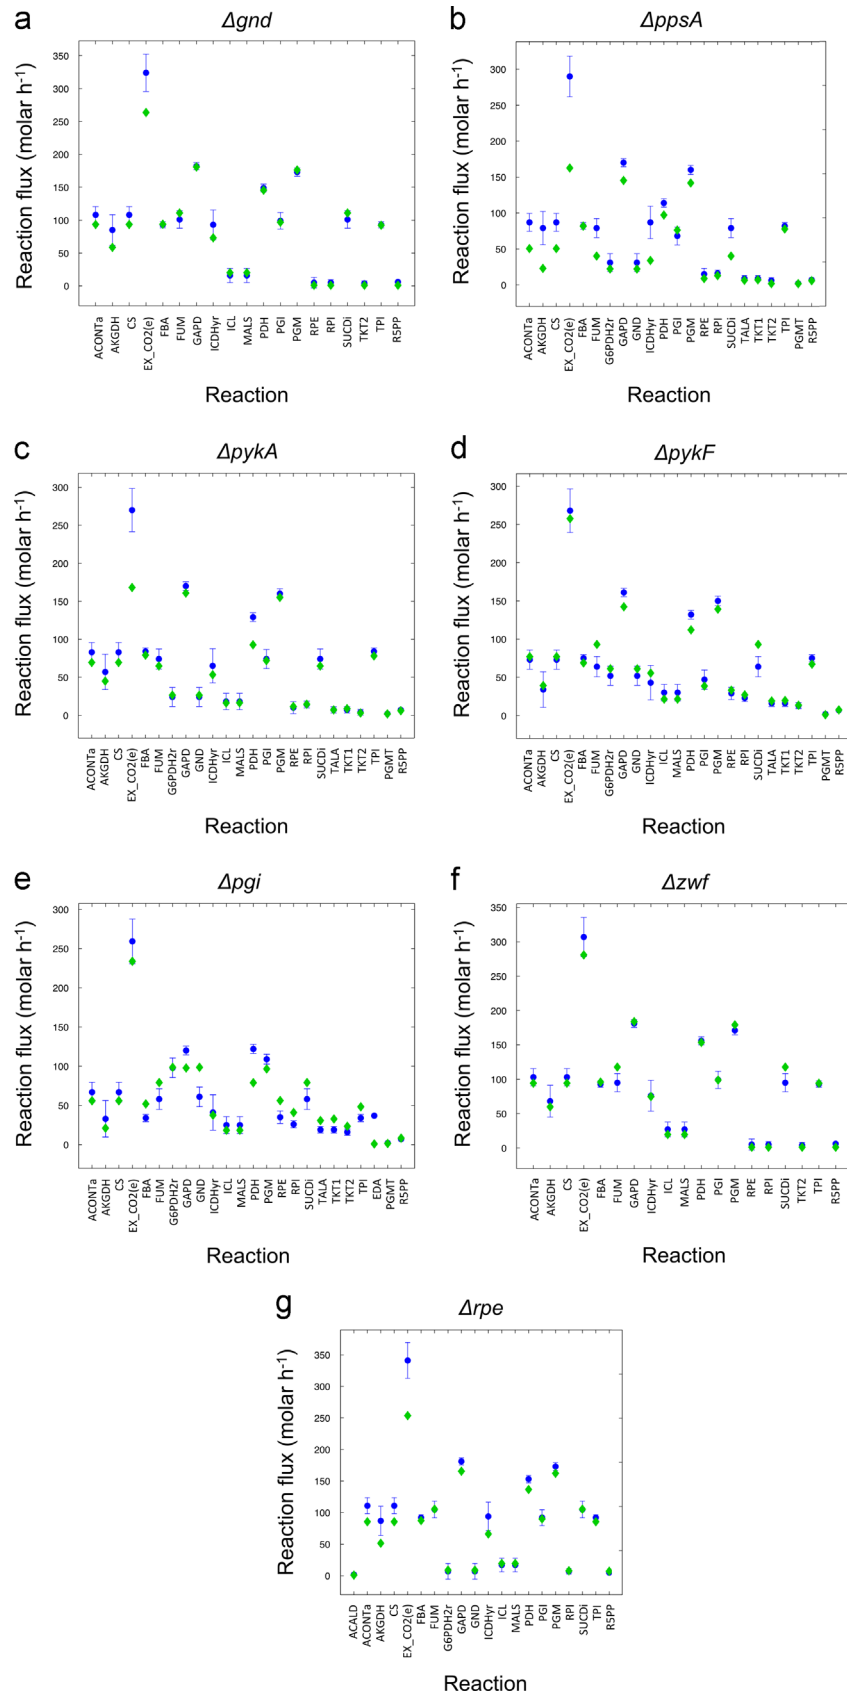 a
Δgnd
Reaction flux (molar h-1)
350
300
250
200
150
100
50
0
ACONTa
AKGDH
CS
EX_CO2(e)
FBA
FUM
GAPD
ICDHyr
ICL
MALS
PDH
PGI
PGM
RPE
RPI
SUCDi
TKT2
TPI
R5PP
Reaction
b
ΔppsA
Reaction flux (molar h-1)
300
250
200
150
100
50
0
ACONTa
AKGDH
CS
EX_CO2(e)
FBA
FUM
G6PDH2r
GAPD
GND
ICDHyr
PDH
PGI
PGM
RPE
RPI
SUCDi
TALA
TKT1
TKT2
TPI
PGMT
R5PP
Reaction
c
ΔpykA
Reaction flux (molar h-1)
300
250
200
150
100
50
0
ACONTa
AKGDH
CS
EX_CO2(e)
FBA
FUM
G6PDH2r
GAPD
GND
ICDHyr
ICL
MALS
PDH
PGI
PGM
RPE
RPI
SUCDi
TALA
TKT1
TKT2
TPI
PGMT
R5PP
Reaction
d
ΔpykF
Reaction flux (molar h-1)
300
250
200
150
100
50
0
ACONTa
AKGDH
CS
EX_CO2(e)
FBA
FUM
G6PDH2r
GAPD
GND
ICDHyr
ICL
MALS
PDH
PGI
PGM
RPE
RPI
SUCDi
TALA
TKT1
TKT2
TPI
PGMT
R5PP
Reaction
e
Δpgi
Reaction flux (molar h-1)
300
250
200
150
100
50
0
ACONTa
AKGDH
CS
EX_CO2(e)
FBA
FUM
G6PDH2r
GAPD
GND
ICDHyr
ICL
MALS
PDH
PGM
RPE
RPI
SUCDi
TALA
TKT1
TKT2
TPI
EDA
PGMT
R5PP
Reaction
f
Δzwf
Reaction flux (molar h-1)
350
300
250
200
150
100
50
0
ACONTa
AKGDH
CS
EX_CO2(e)
FBA
FUM
GAPD
ICDHyr
ICL
MALS
PDH
PGI
PGM
RPE
RPI
SUCDi
TKT2
TPI
R5PP
Reaction
g
Δrpe
Reaction flux (molar h-1)
350
300
250
200
150
100
50
0
ACALD
ACONTa
AKGDH
CS
EX_CO2(e)
FBA
FUM
G6PDH2r
GAPD
GND
ICDHyr
ICL
MALS
PDH
PGI
PGM
RPI
SUCDi
TPI
R5PP
Reaction